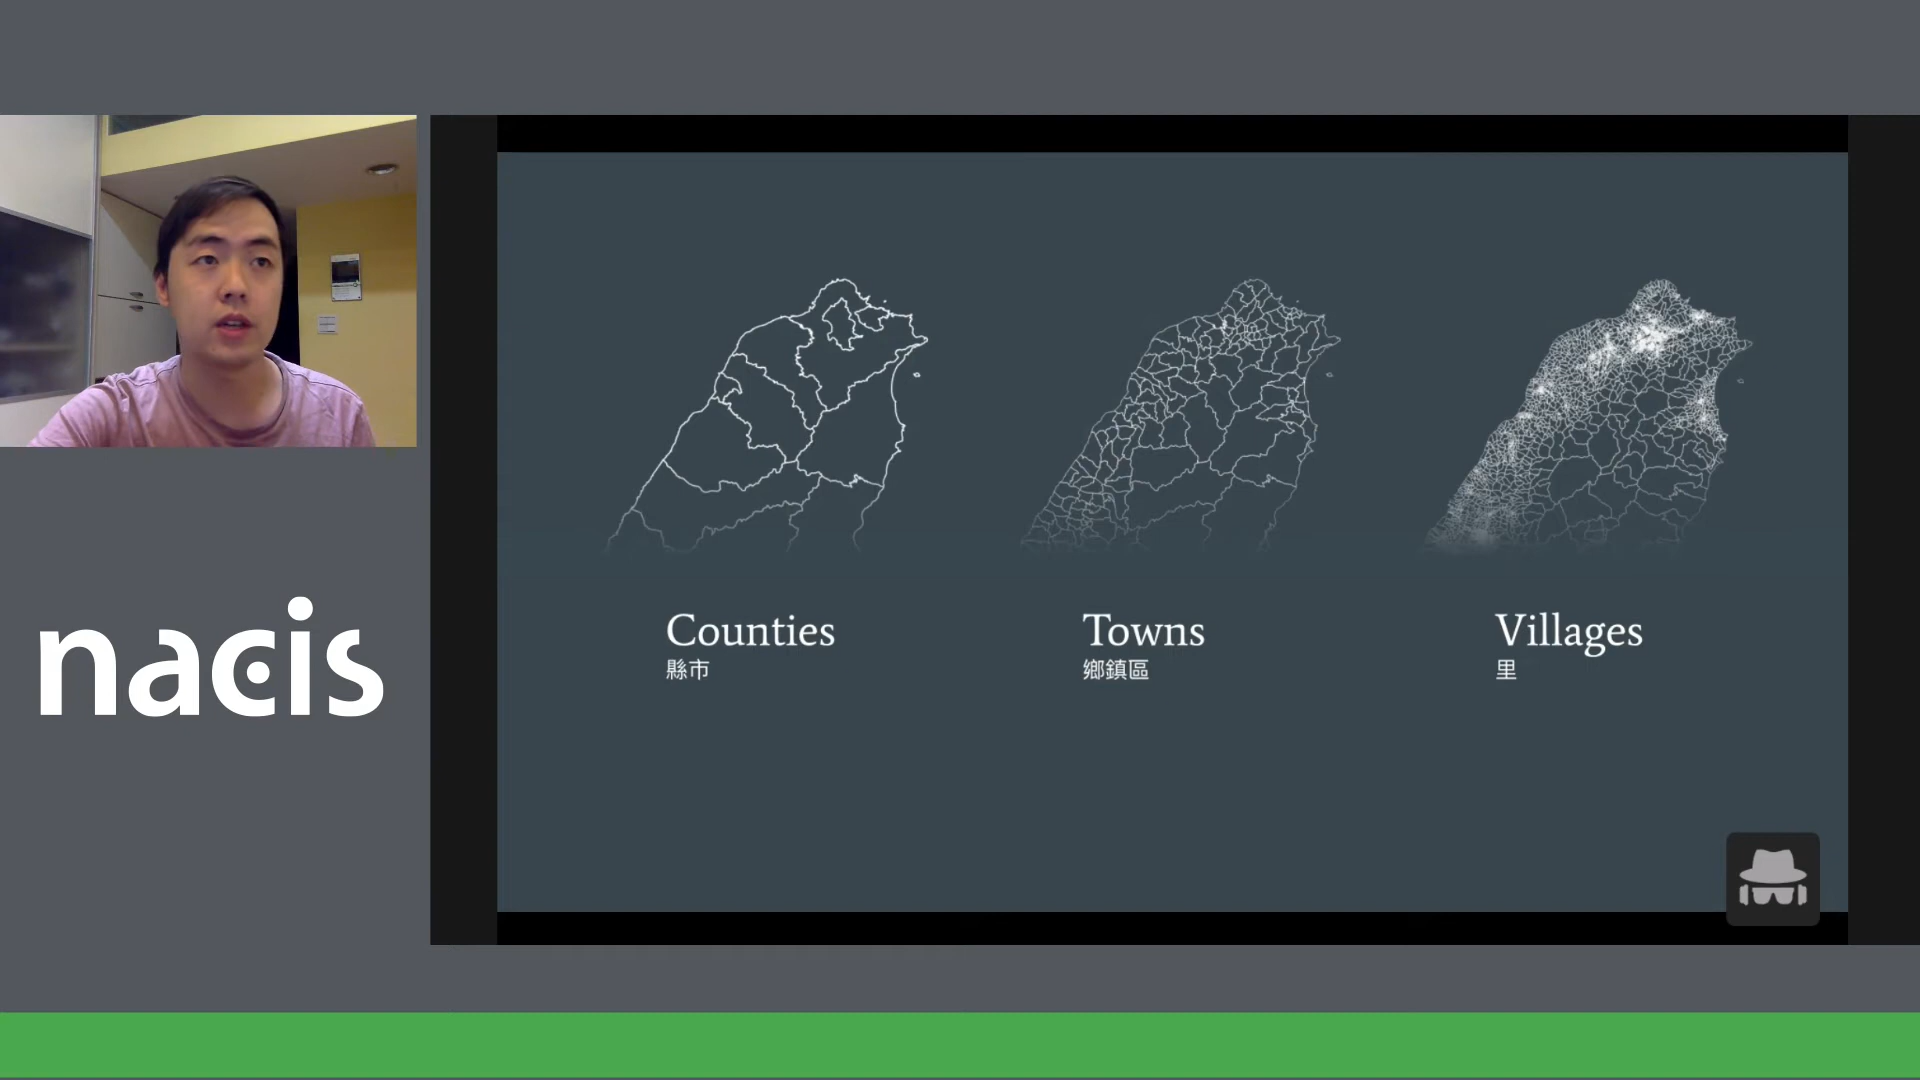 nacis
Counties
縣市
Towns
鄉鎮區
Villages
里